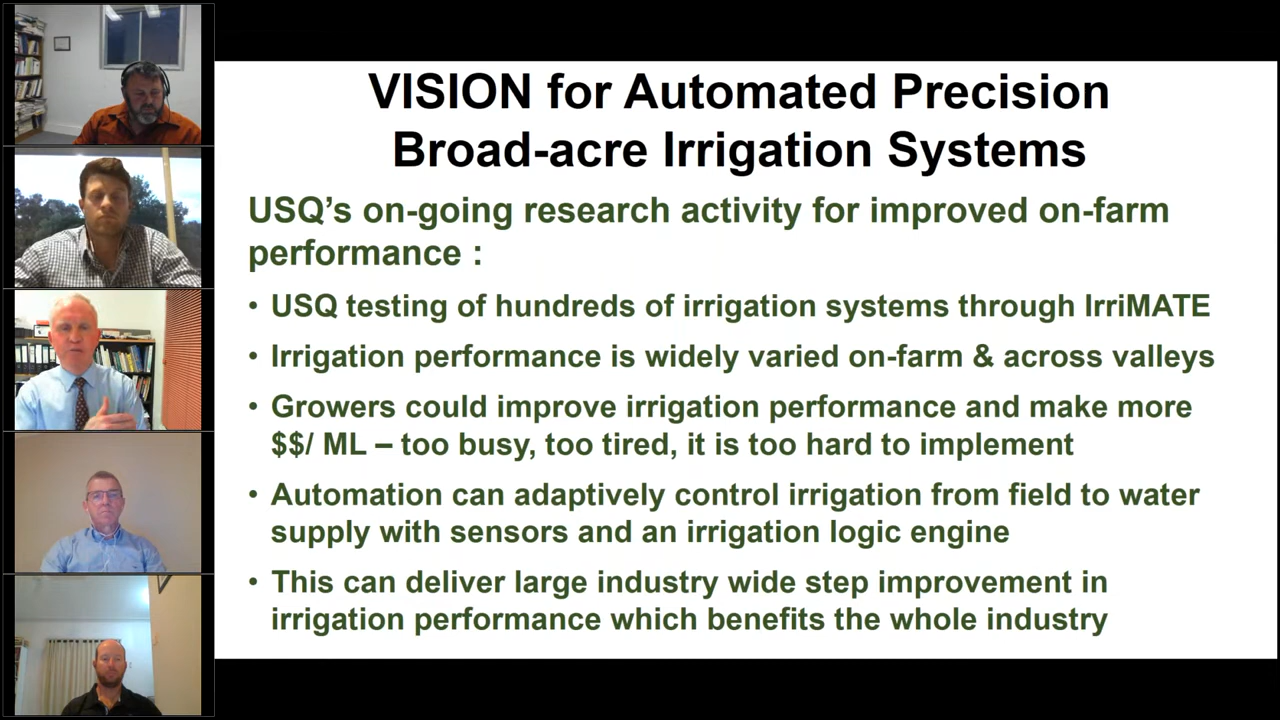 VISION for Automated Precision
Broad-acre Irrigation Systems
USQ's on-going research activity for improved on-farm
performance :
• USQ testing of hundreds of irrigation systems through IrriMATE
• Irrigation performance is widely varied on-farm & across valleys
• Growers could improve irrigation performance and make more
$$/ ML – too busy, too tired, it is too hard to implement
• Automation can adaptively control irrigation from field to water
supply with sensors and an irrigation logic engine
• This can deliver large industry wide step improvement in
irrigation performance which benefits the whole industry